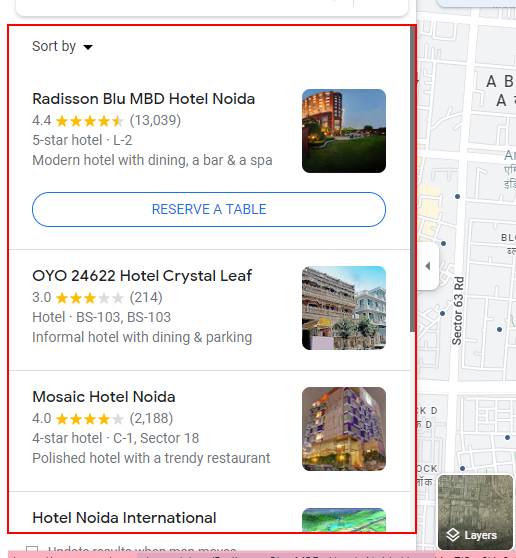 Sort by
Radisson Blu MBD Hotel Noida
4.4 (13,039)
5-star hotel · L-2
Modern hotel with dining, a bar & a spa
RESERVE A TABLE
OYO 24622 Hotel Crystal Leaf
3.0 (214)
Hotel · BS-103, BS-103
Informal hotel with dining & parking
Mosaic Hotel Noida
4.0 (2,188)
4-star hotel · C-1, Sector 18
Polished hotel with a trendy restaurant
Hotel Noida International
Update results when map moves
A B
A
Sector 63 Rd
CK D
क D
OCK
Layers